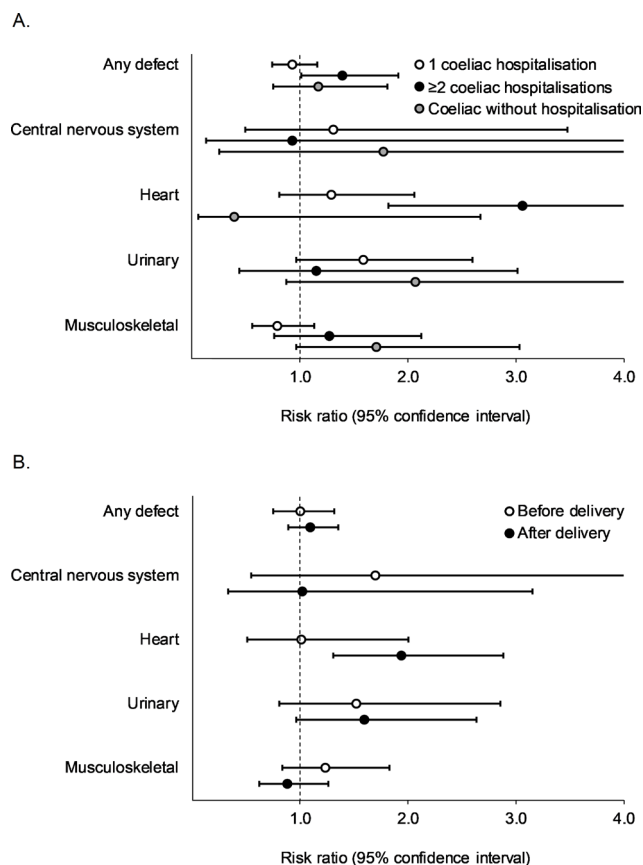 A.
Any defect
1 coeliac hospitalisation
≥2 coeliac hospitalisations
Coeliac without hospitalisation
Central nervous system
Heart
Urinary
Musculoskeletal
1.0 2.0 3.0 4.0
Risk ratio (95% confidence interval)
B.
Any defect
Before delivery
After delivery
Central nervous system
Heart
Urinary
Musculoskeletal
1.0 2.0 3.0 4.0
Risk ratio (95% confidence interval)